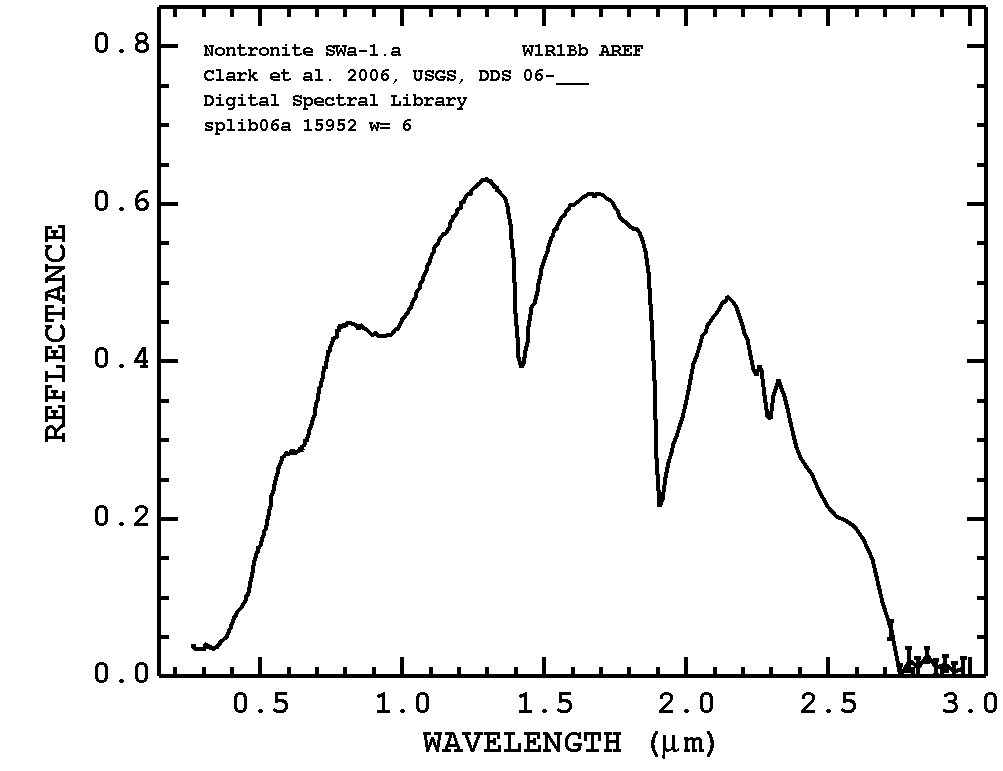 Nontronite SWa-1.a W1R1Bb AREF
Clark et al. 2006, USGS, DDS 06-___
Digital Spectral Library
splib06a 15952 w= 6
0.8
0.6
0.4
0.2
0.0
REFLECTANCE
0.5 1.0 1.5 2.0 2.5 3.0
WAVELENGTH (μm)